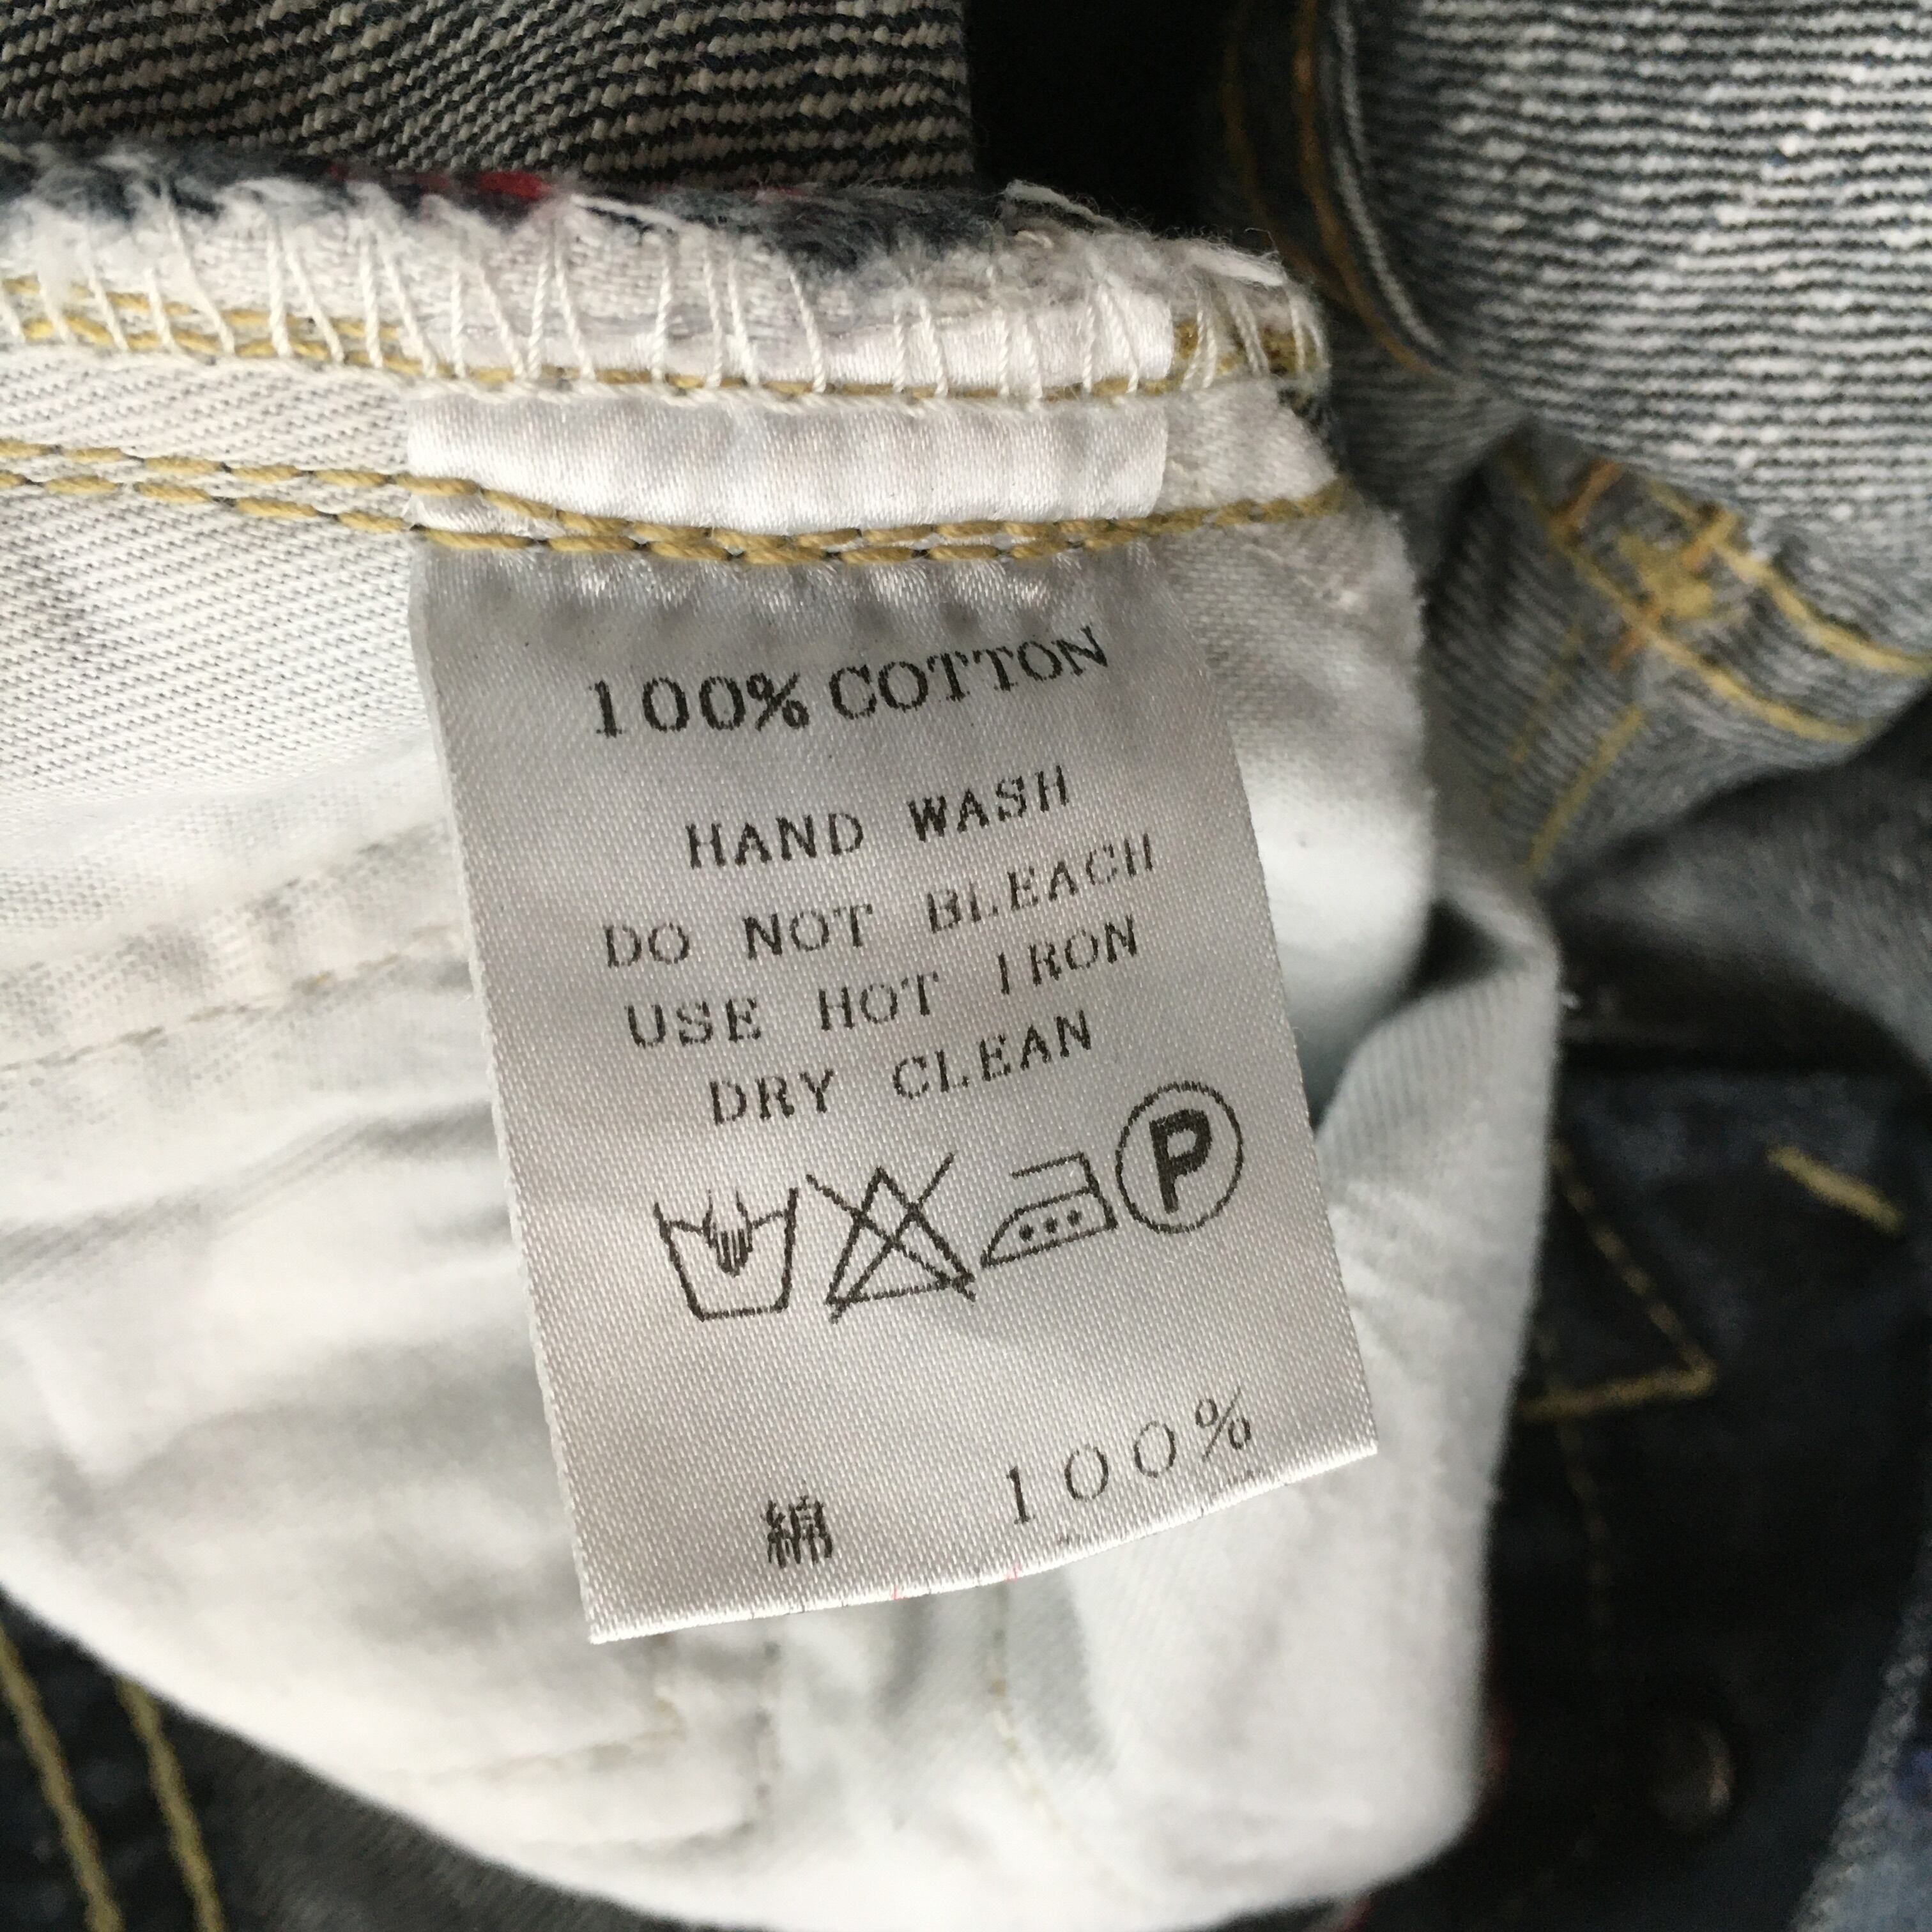 100% COTTON
HAND WASH
DO NOT BLEACH
USE HOT IRON
DRY CLEAN
P
綿 100%